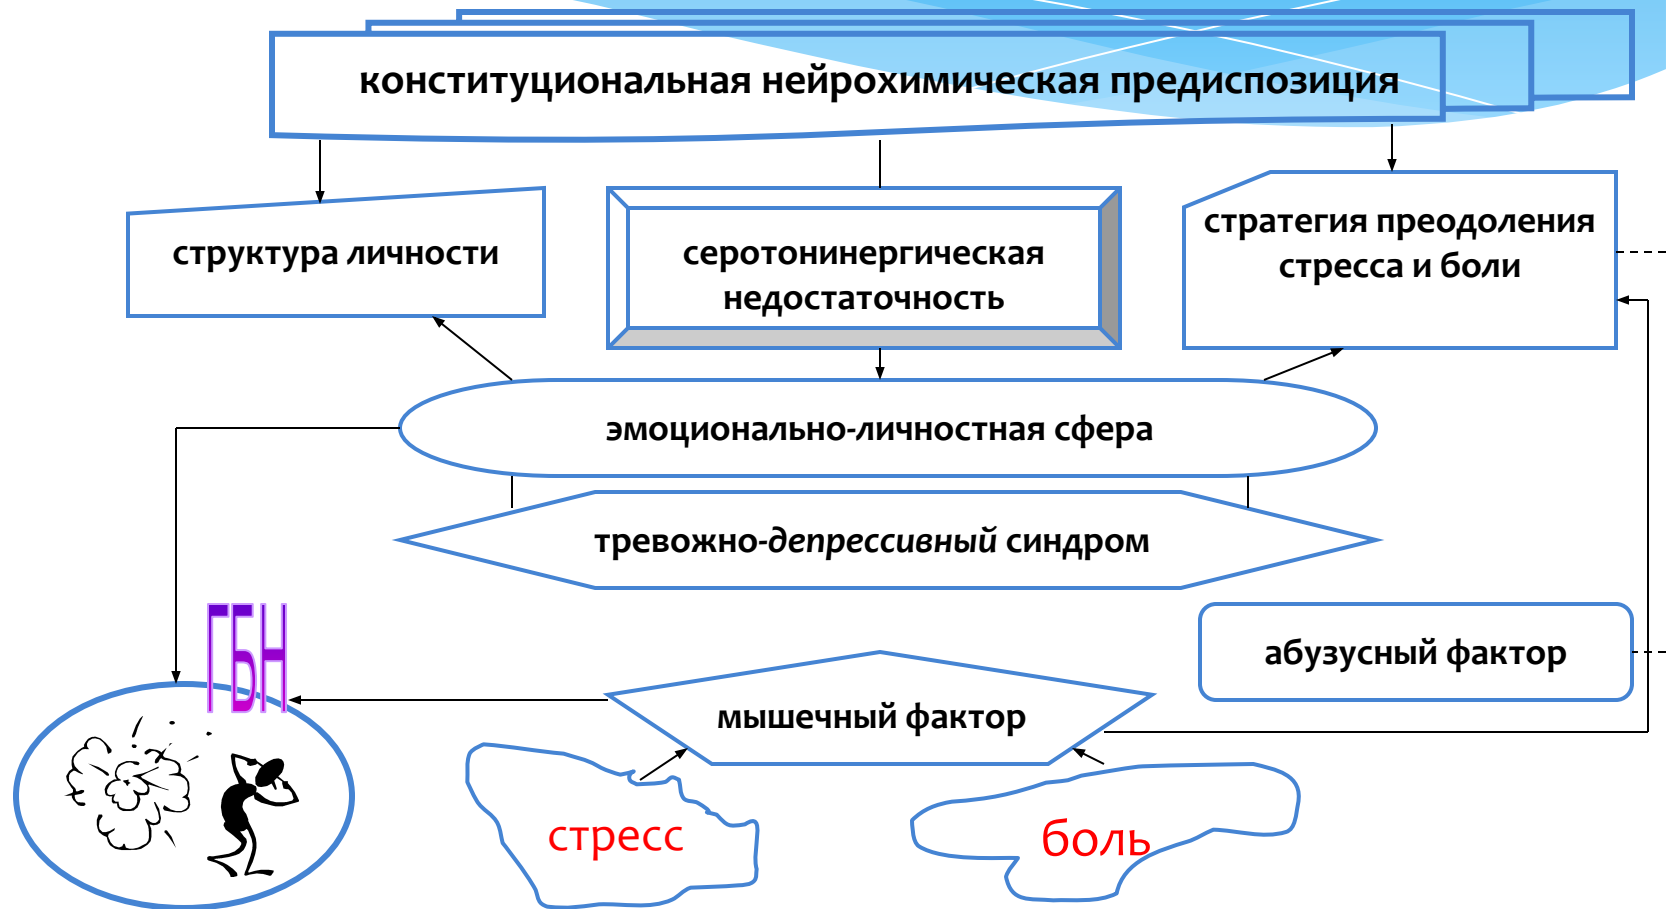 конституциональная нейрохимическая предиспозиция
структура личности
серотонинергическая
недостаточность
стратегия преодоления
стресса и боли
эмоционально-личностная сфера
тревожно-депрессивный синдром
ГБН
абузусный фактор
мышечный фактор
стресс
боль